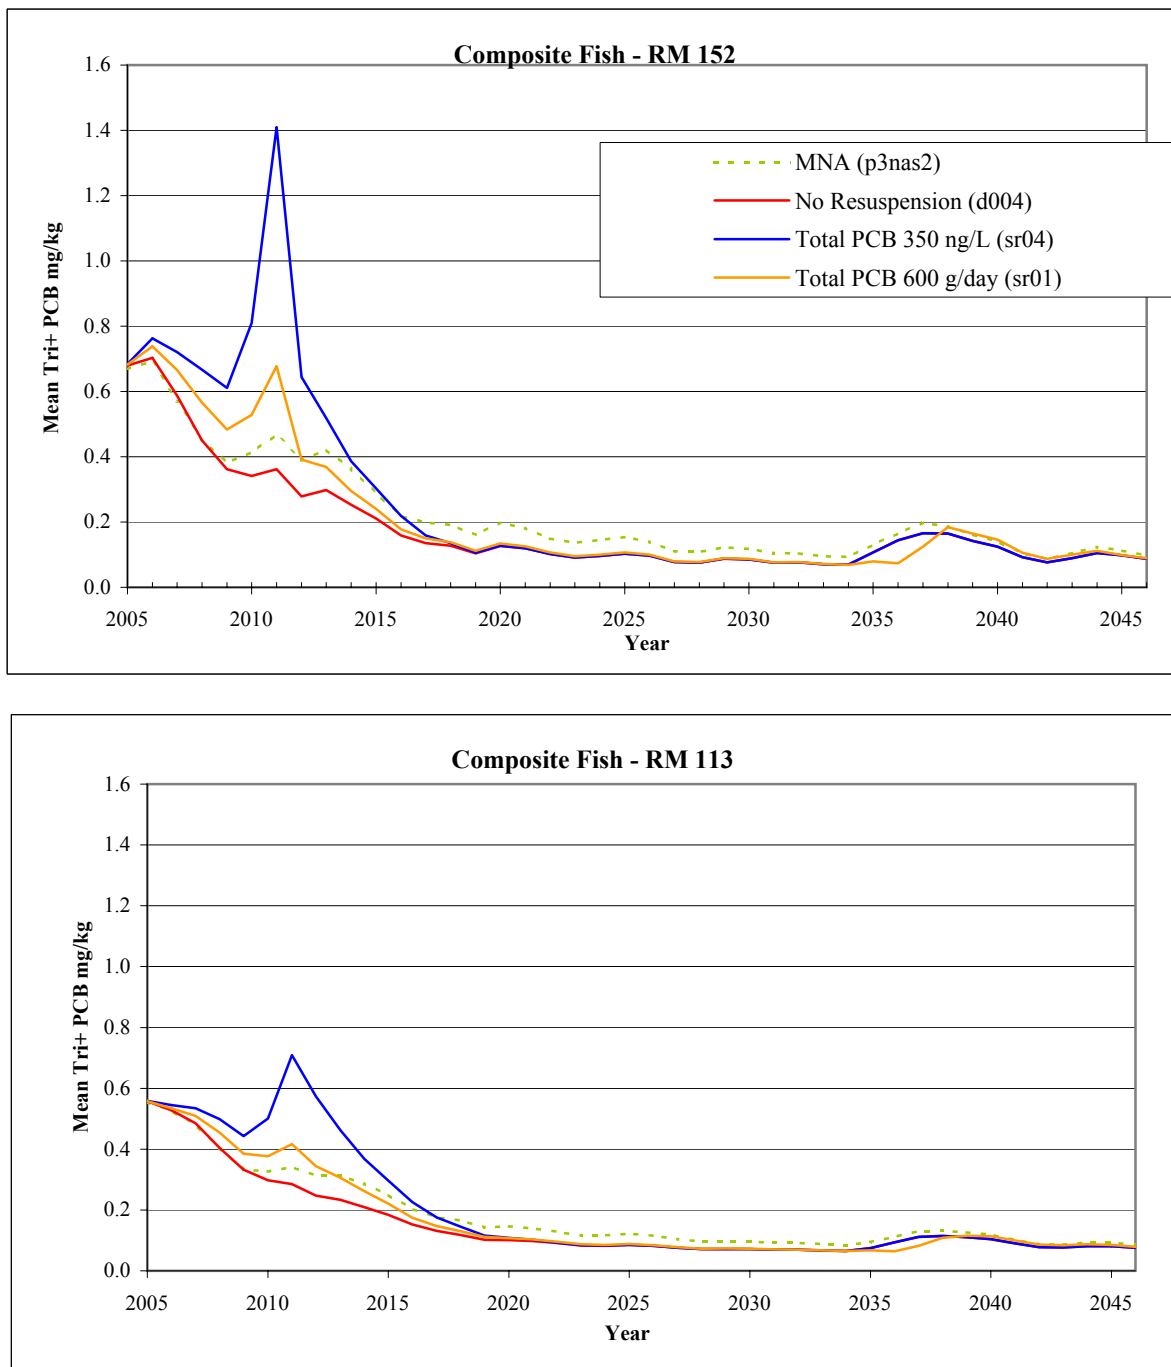 Composite Fish - RM 152
1.6
1.4
1.2
1.0
0.8
0.6
0.4
0.2
0.0
Mean Tri+ PCB mg/kg
MNA (p3nas2)
No Resuspension (d004)
Total PCB 350 ng/L (sr04)
Total PCB 600 g/day (sr01)
2005 2010 2015 2020 2025 2030 2035 2040 2045
Year
Composite Fish - RM 113
1.6
1.4
1.2
1.0
0.8
0.6
0.4
0.2
0.0
Mean Tri+ PCB mg/kg
2005 2010 2015 2020 2025 2030 2035 2040 2045
Year